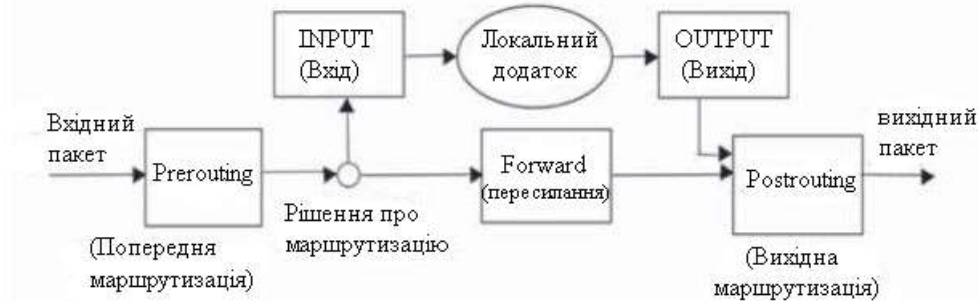 INPUT
(Вхід)
Локальний
додаток
OUTPUT
(Вихід)
Вхідний
пакет
Prerouting
(Попередня
маршрутизація)
Рішення про
маршрутизацію
Forward
(пересилання)
Postrouting
(Вихідна
маршрутизація)
вихідний
пакет